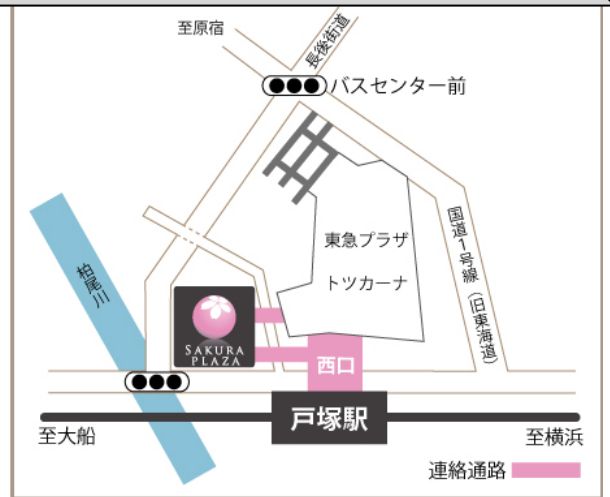 至原宿
長後街道
バスセンター前
東急プラザ
トツカーナ
国道1号線(旧東海道)
柏尾川
SAKURA
PLAZA
西口
戸塚駅
至大船
至横浜
連絡通路